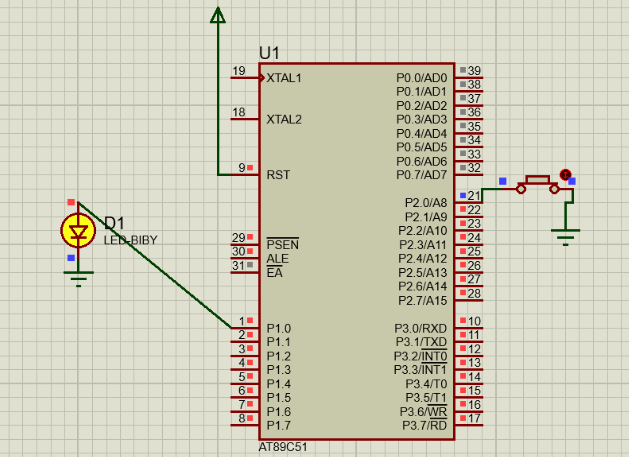 U1
19 XTAL1 P0.0/AD0 39
P0.1/AD1 38
P0.2/AD2 37
18 XTAL2 P0.3/AD3 36
P0.4/AD4 35
P0.5/AD5 34
P0.6/AD6 33
9 RST P0.7/AD7 32
P2.0/A8 21
P2.1/A9 22
P2.2/A10 23
29 PSEN P2.3/A11 24
30 ALE P2.4/A12 25
31 EA P2.5/A13 26
P2.6/A14 27
P2.7/A15 28
1 P1.0 P3.0/RXD 10
2 P1.1 P3.1/TXD 11
3 P1.2 P3.2/INT0 12
4 P1.3 P3.3/INT1 13
5 P1.4 P3.4/T0 14
6 P1.5 P3.5/T1 15
7 P1.6 P3.6/WR 16
8 P1.7 P3.7/RD 17
AT89C51
D1
LED-BIBY